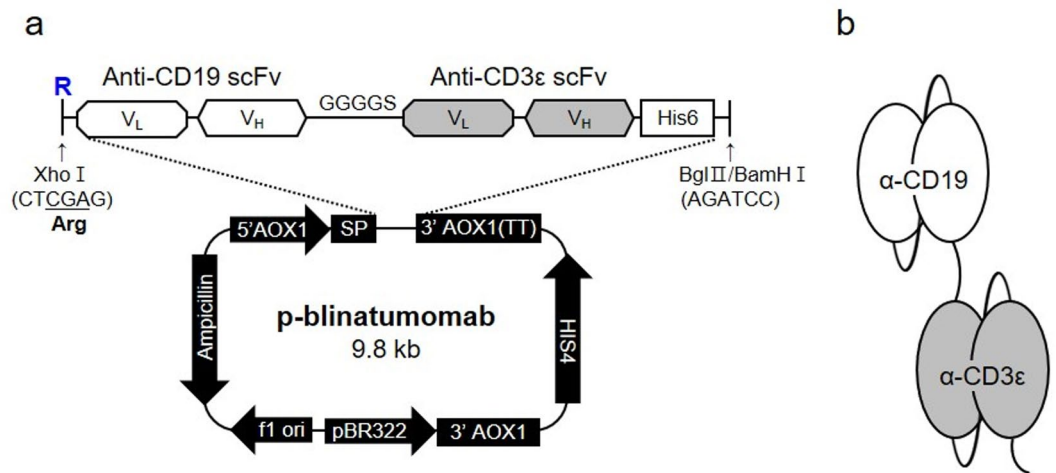 a
b
Anti-CD19 scFv
Anti-CD3ε scFv
R
GGGGS
VL
VH
VL
VH
His6
↑
↑
Xho I
(CTCGAG)
Arg
BglⅡ/BamH I
(AGATCC)
5'AOX1
SP
3' AOX1(TT)
Ampicillin
p-blinatumomab
9.8 kb
HIS4
f1 ori
pBR322
3' AOX1
α-CD19
α-CD3ε